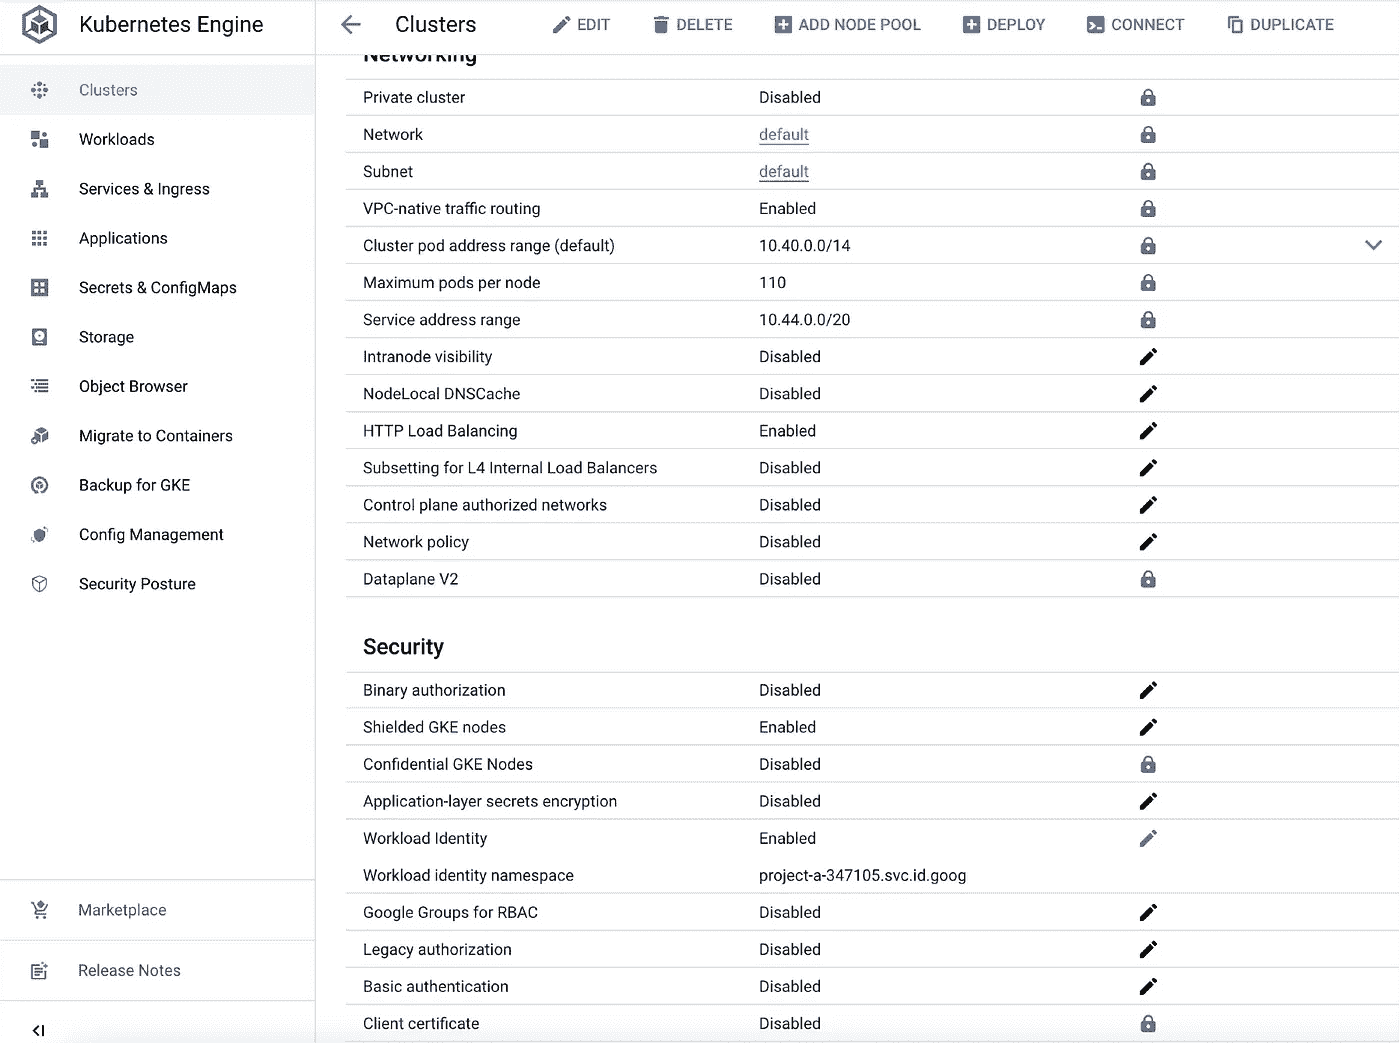 Kubernetes Engine
Clusters
EDIT
DELETE
ADD NODE POOL
DEPLOY
CONNECT
DUPLICATE
Clusters
Workloads
Services & Ingress
Applications
Secrets & ConfigMaps
Storage
Object Browser
Migrate to Containers
Backup for GKE
Config Management
Security Posture
Marketplace
Release Notes
Networking
Private cluster Disabled
Network default
Subnet default
VPC-native traffic routing Enabled
Cluster pod address range (default) 10.40.0.0/14
Maximum pods per node 110
Service address range 10.44.0.0/20
Intranode visibility Disabled
NodeLocal DNSCache Disabled
HTTP Load Balancing Enabled
Subsetting for L4 Internal Load Balancers Disabled
Control plane authorized networks Disabled
Network policy Disabled
Dataplane V2 Disabled
Security
Binary authorization Disabled
Shielded GKE nodes Enabled
Confidential GKE Nodes Disabled
Application-layer secrets encryption Disabled
Workload Identity Enabled
Workload identity namespace project-a-347105.svc.id.goog
Google Groups for RBAC Disabled
Legacy authorization Disabled
Basic authentication Disabled
Client certificate Disabled